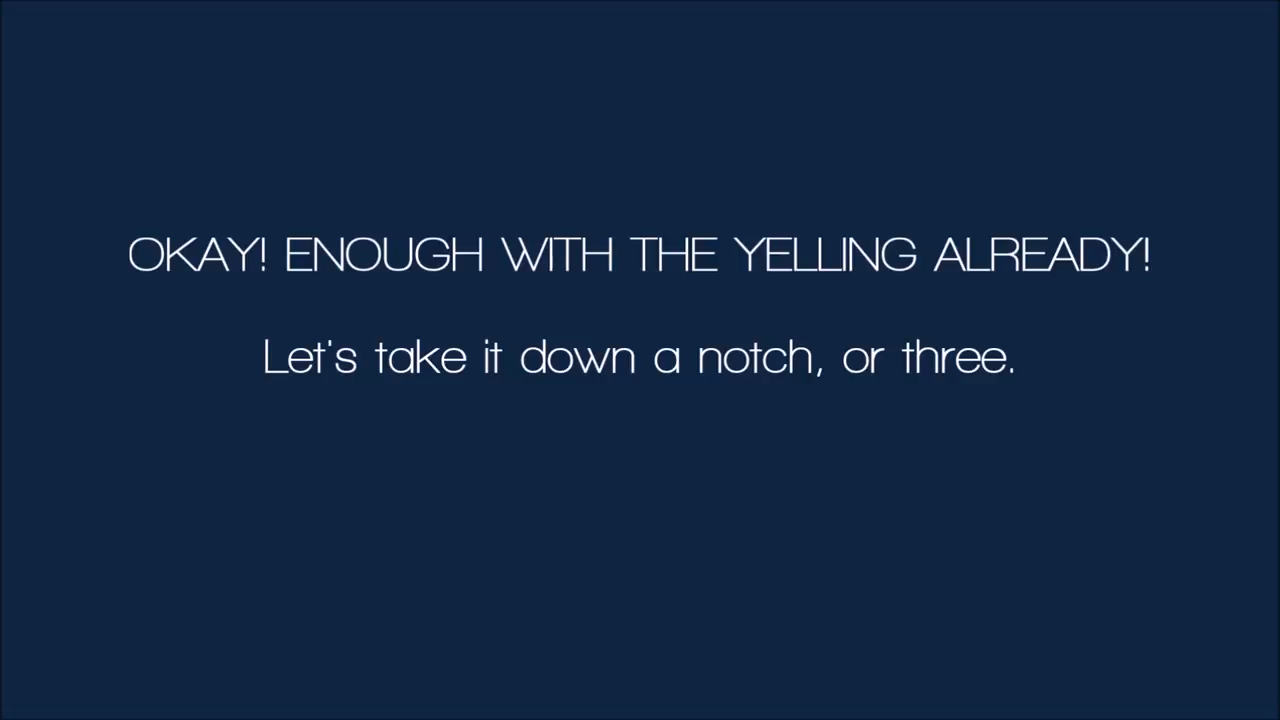 OKAY! ENOUGH WITH THE YELLING ALREADY!
Let's take it down a notch, or three.